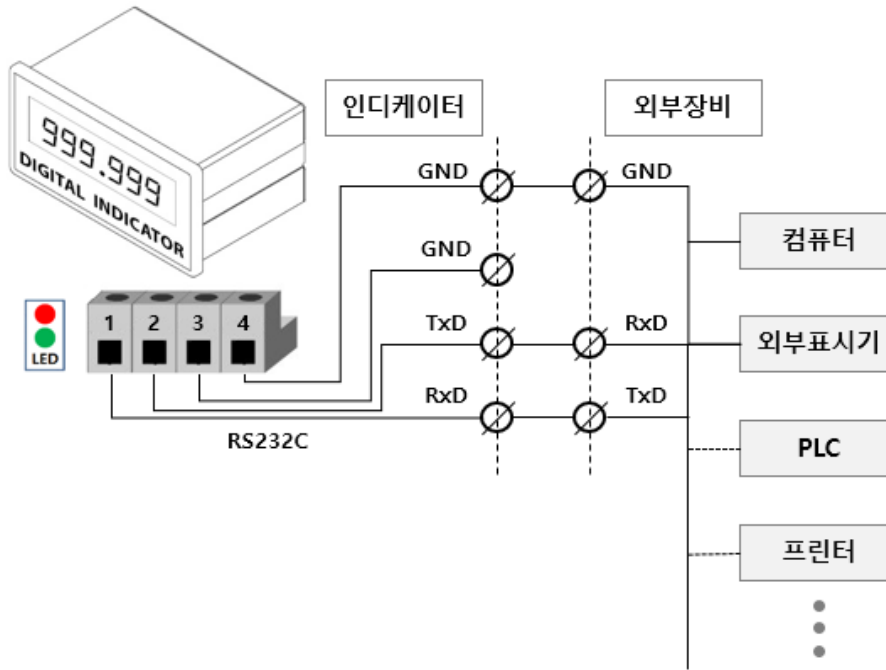 999.999
DIGITAL INDICATOR
인디케이터
외부장비
GND
GND
GND
TxD
RxD
RxD
TxD
1 2 3 4
LED
RS232C
컴퓨터
외부표시기
PLC
프린터